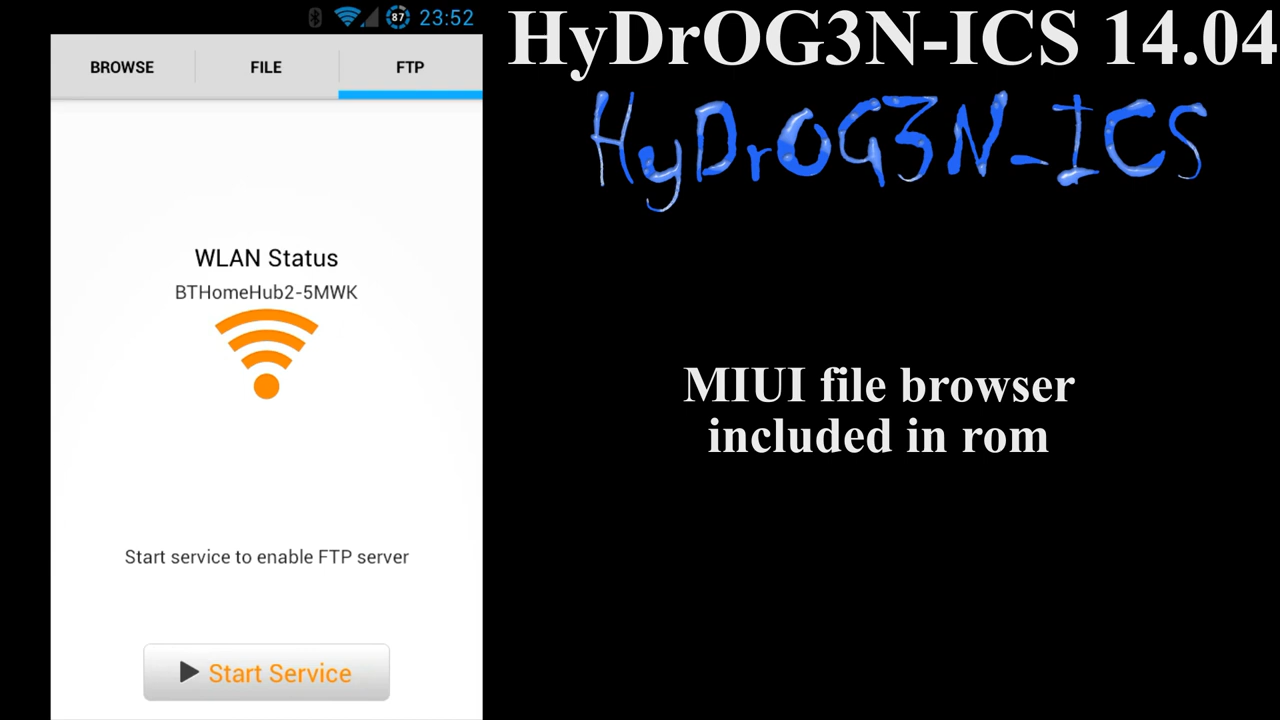 87 23:52
BROWSE FILE FTP
WLAN Status
BTHomeHub2-5MWK
Start service to enable FTP server
Start Service
HyDrOG3N-ICS 14.04
HyDrOG3N-ICS
MIUI file browser
included in rom